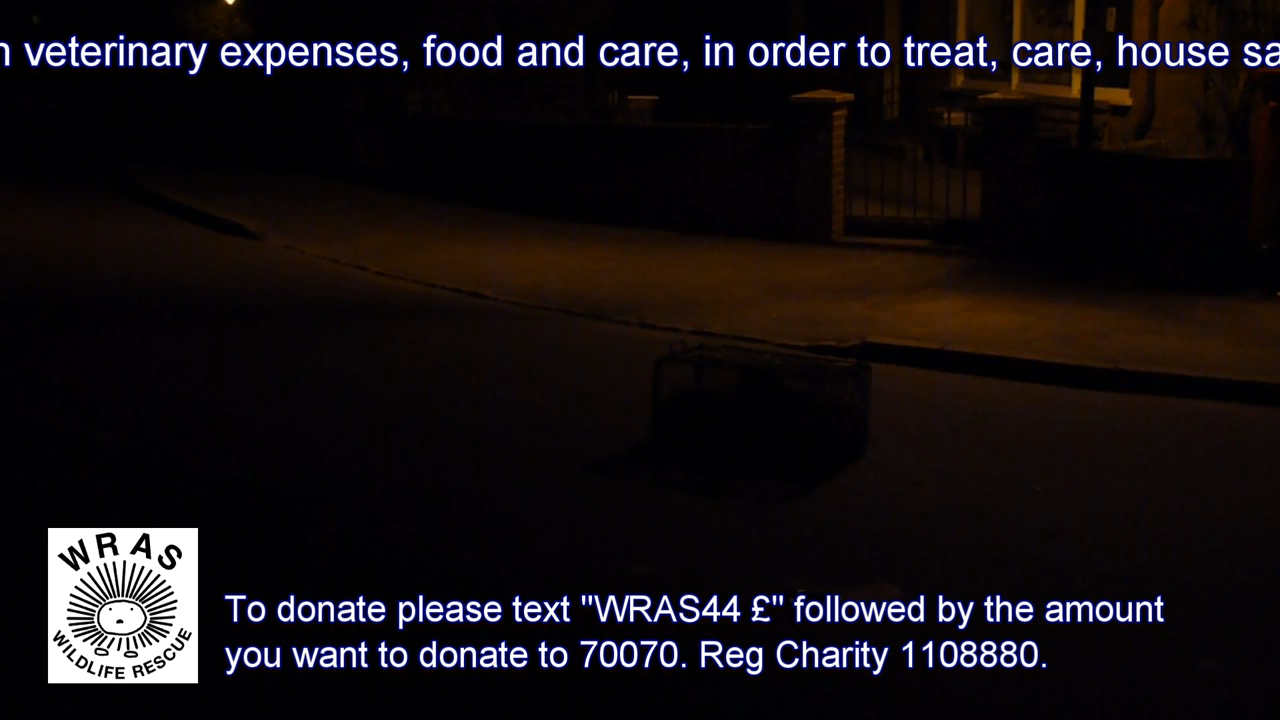 veterinary expenses, food and care, in order to treat, care, house
WRAS
WILDLIFE RESCUE
To donate please text "WRAS44 £" followed by the amount
you want to donate to 70070. Reg Charity 1108880.